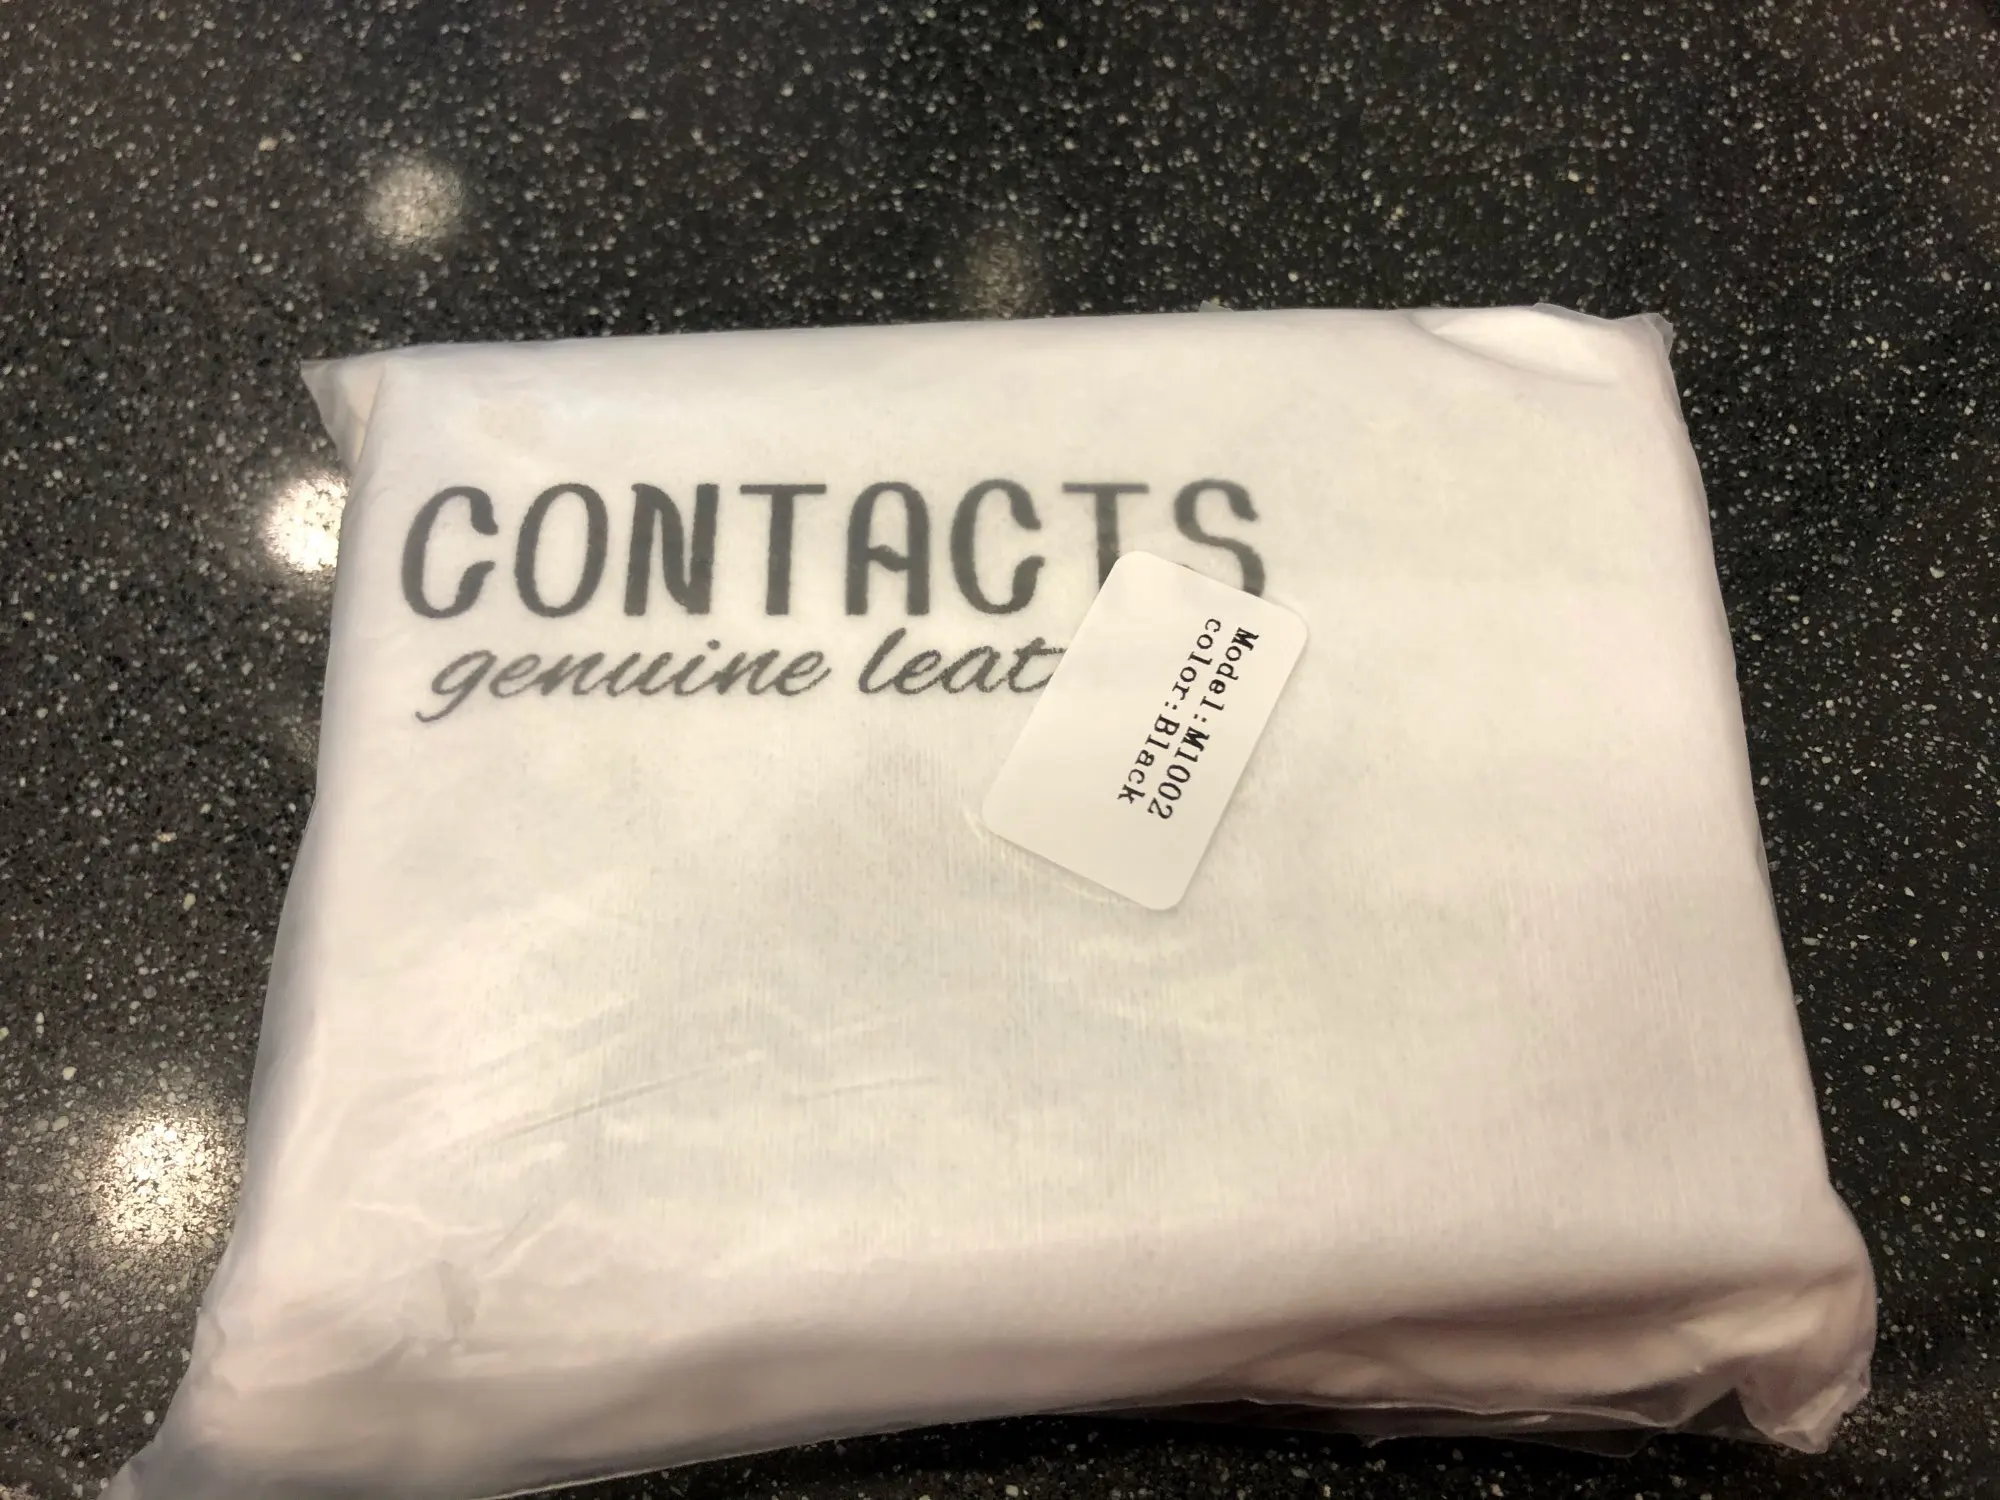 CONTACTS
genuine leat
Model:M1002
color:Black